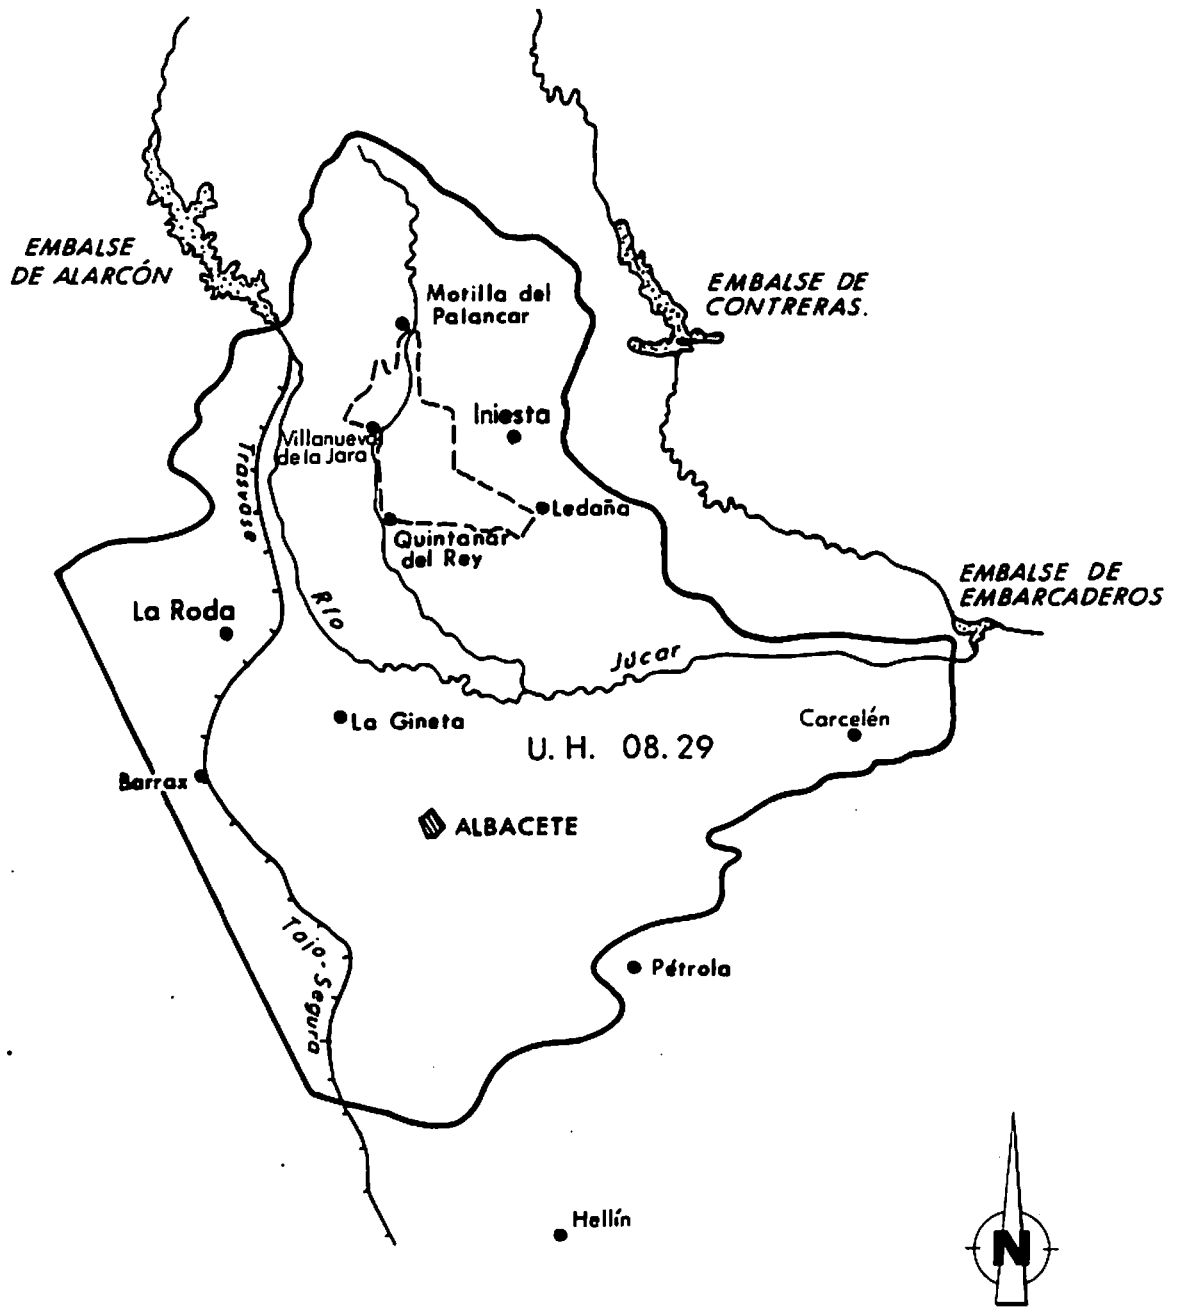 EMBALSE
DE ALARCÓN
EMBALSE DE
CONTRERAS.
Motilla del
Palancar
Iniesta
Villanueva
de la Jara
Trasvase
Ledaña
Quintanar
del Rey
EMBALSE DE
EMBARCADEROS
La Roda
Río
Júcar
La Gineta
Carcelén
U. H. 08.29
Barrax
ALBACETE
Tajo-Segura
Pétrola
Hellín
N